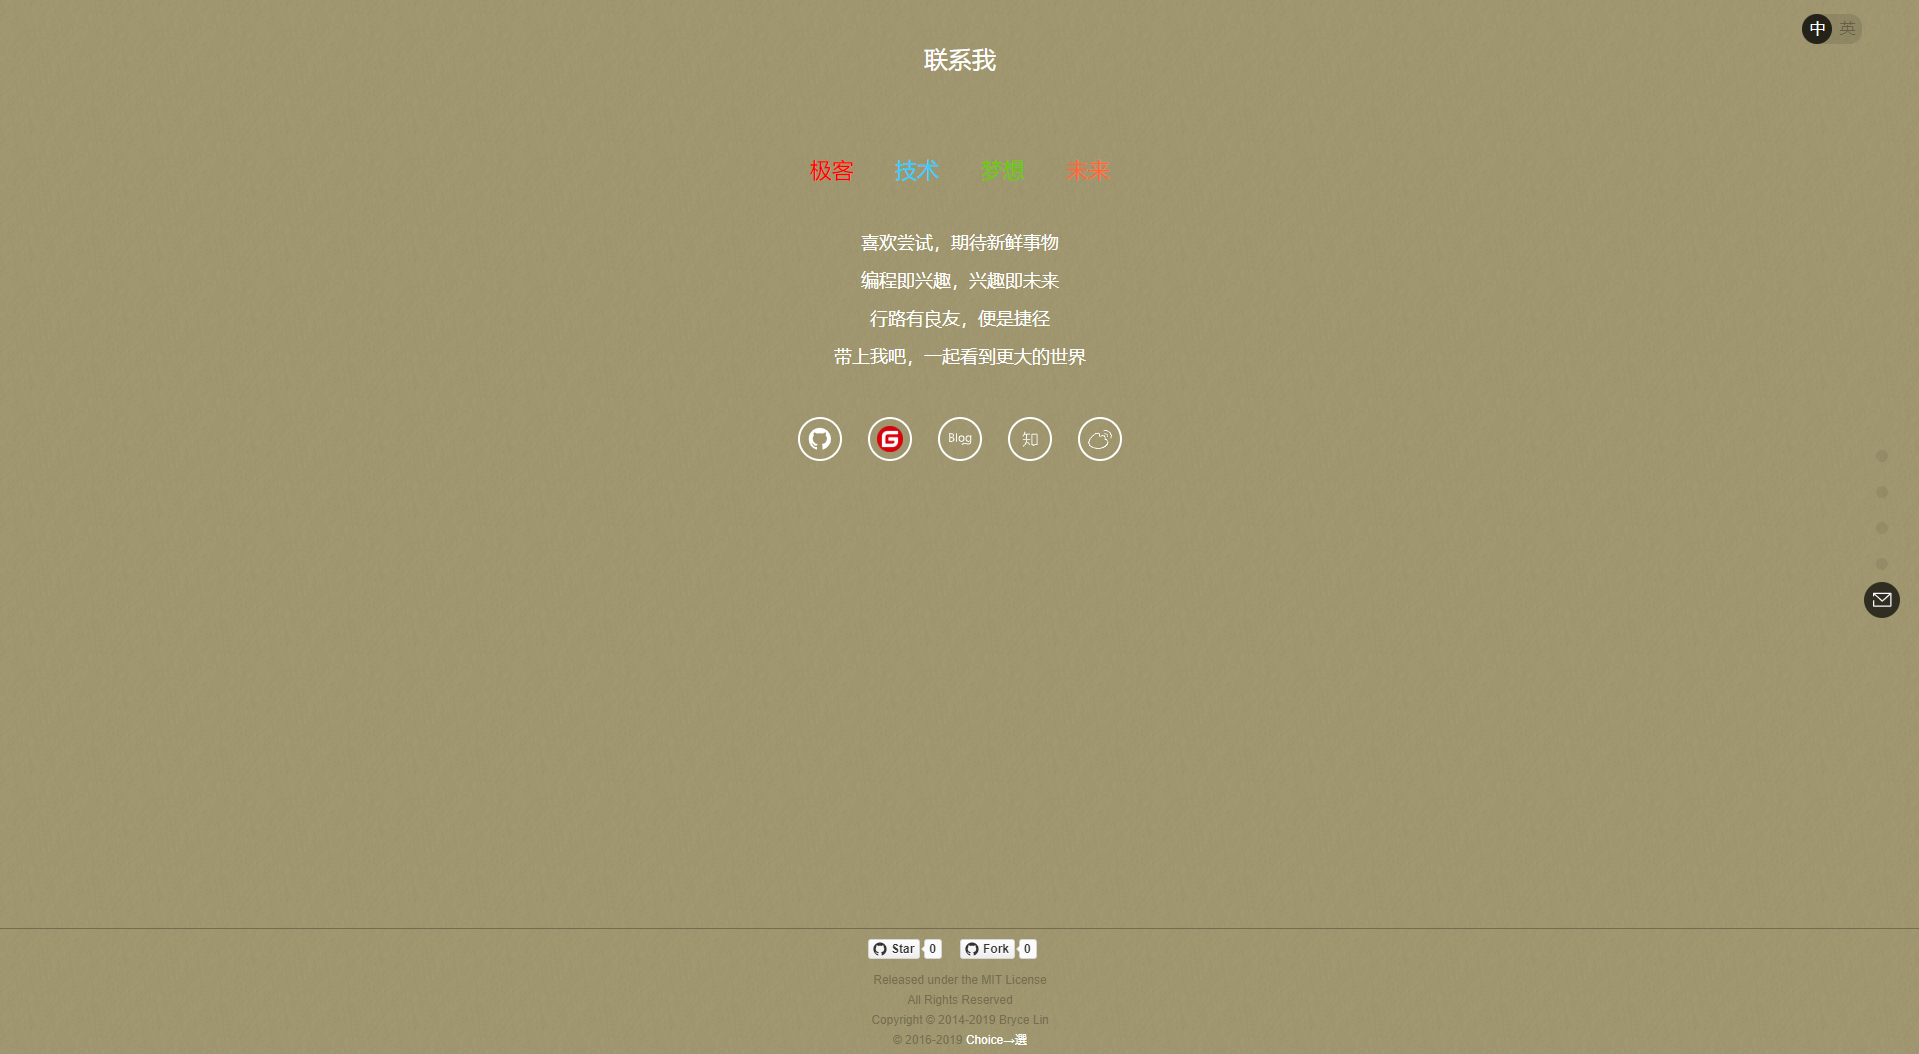 中 英
联系我
极客 技术 梦想 未来
喜欢尝试，期待新鲜事物
编程即兴趣，兴趣即未来
行路有良友，便是捷径
带上我吧，一起看到更大的世界
Blog 知
Star 0 Fork 0
Released under the MIT License
All Rights Reserved
Copyright © 2014-2019 Bryce Lin
© 2016-2019 Choice→選